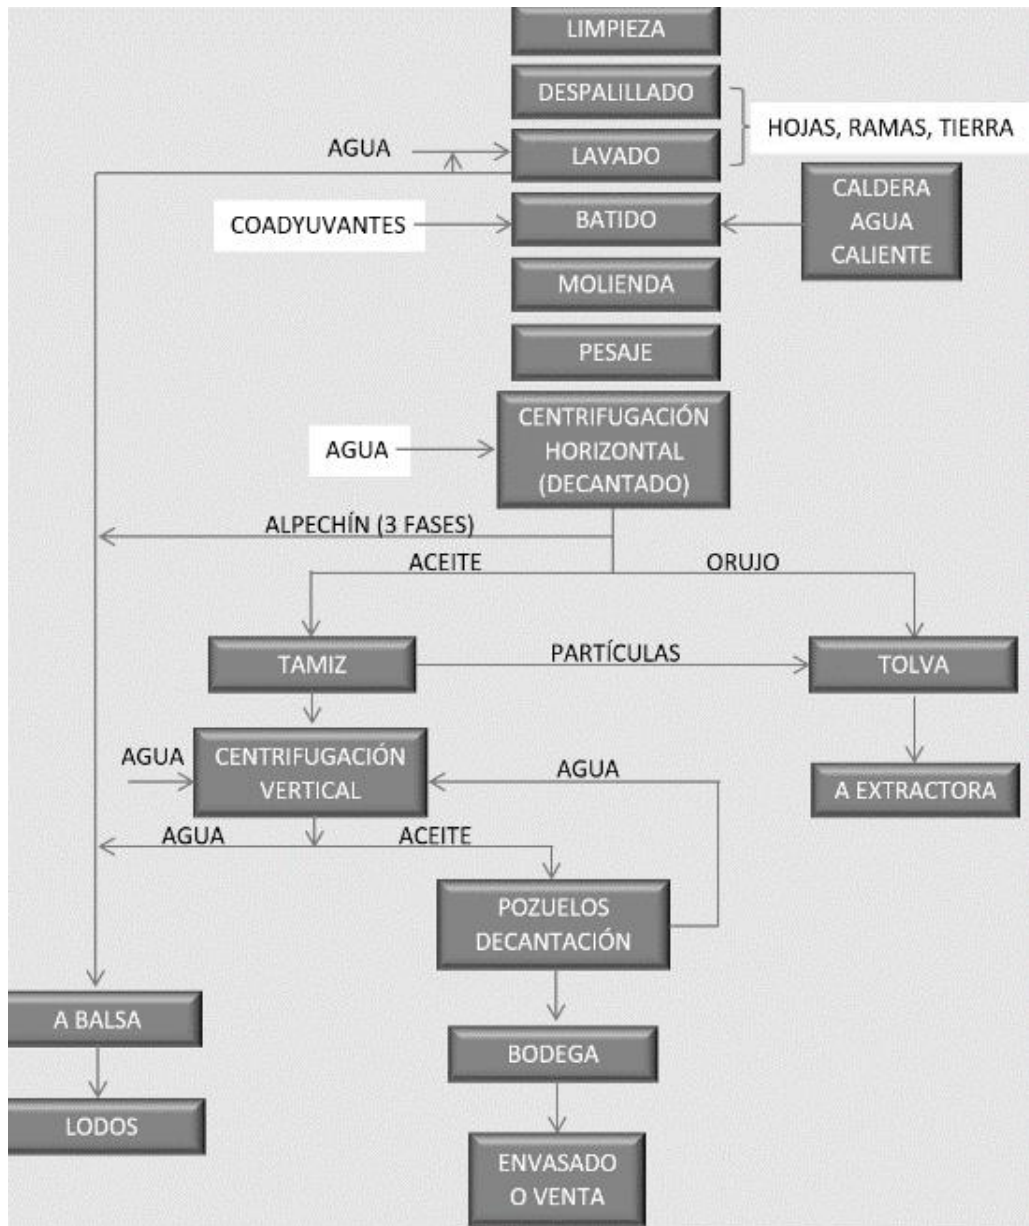 LIMPIEZA
DESPALILLADO
HOJAS, RAMAS, TIERRA
AGUA
LAVADO
CALDERA
AGUA
CALIENTE
COADYUVANTES
BATIDO
MOLIENDA
PESAJE
CENTRIFUGACIÓN
HORIZONTAL
(DECANTADO)
AGUA
ALPECHÍN (3 FASES)
ACEITE
ORUJO
TAMIZ
PARTÍCULAS
TOLVA
AGUA
CENTRIFUGACIÓN
VERTICAL
AGUA
A EXTRACTORA
AGUA
ACEITE
POZUELOS
DECANTACIÓN
A BALSA
BODEGA
LODOS
ENVASADO
O VENTA